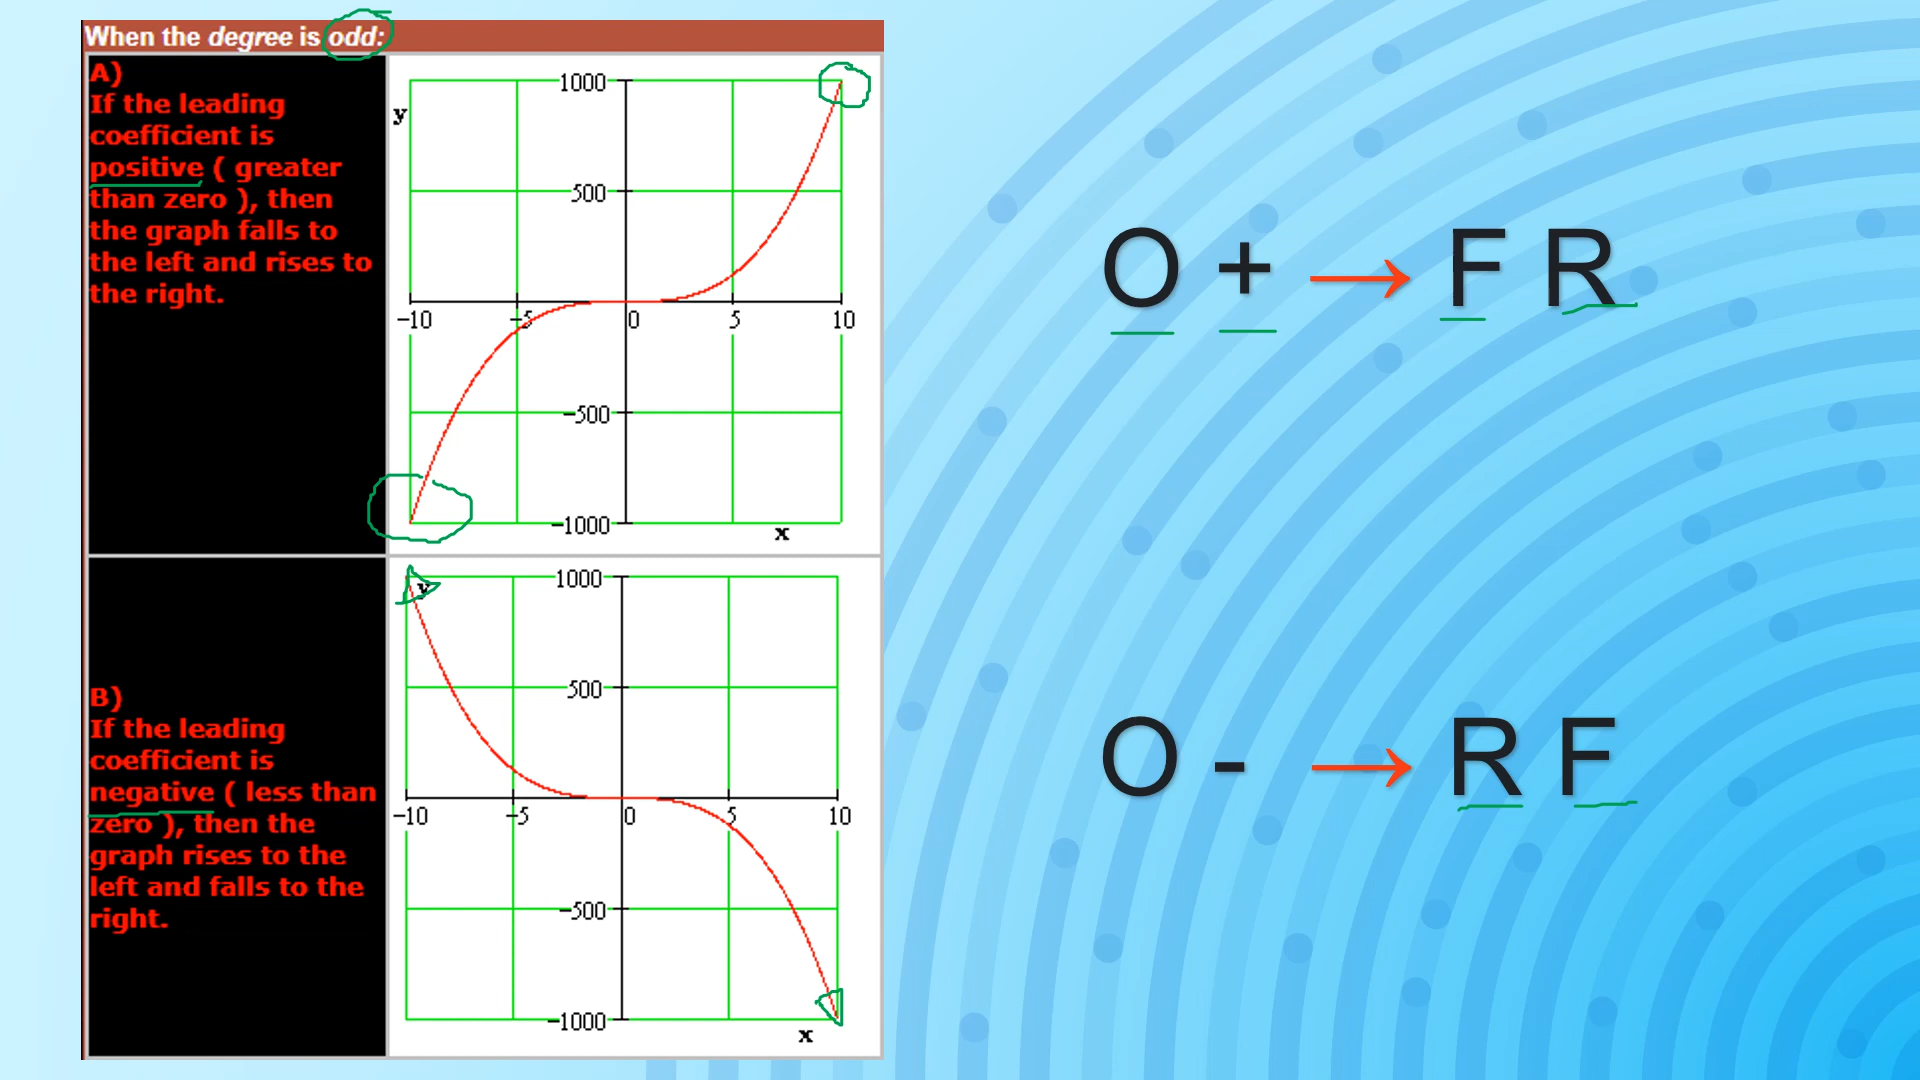 When the degree is odd:
A)
If the leading
coefficient is
positive ( greater
than zero ), then
the graph falls to
the left and rises to
the right.
y
1000
500
−10
−5
0
5
10
−500
−1000
x
O + → F R
B)
If the leading
coefficient is
negative ( less than
zero ), then the
graph rises to the
left and falls to the
right.
y
1000
500
−10
−5
0
5
10
−500
−1000
x
O - → R F